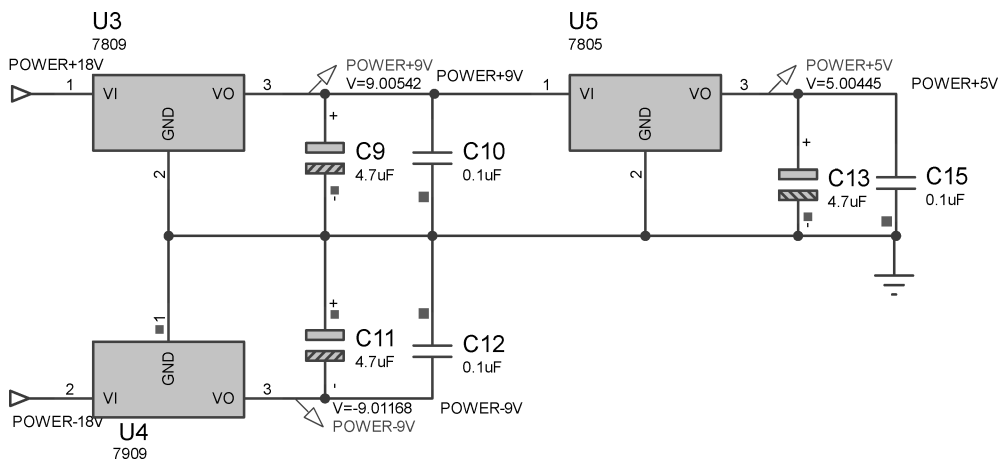 U3
7809
POWER+18V
1
VI
VO
GND
2
3
POWER+9V
V=9.00542
POWER+9V
+
C9
4.7uF
-
C10
0.1uF
U5
7805
1
VI
VO
GND
2
3
POWER+5V
V=5.00445
POWER+5V
+
C13
4.7uF
-
C15
0.1uF
1
GND
2
VI
VO
3
POWER-18V
U4
7909
+
C11
4.7uF
-
C12
0.1uF
V=-9.01168
POWER-9V
POWER-9V